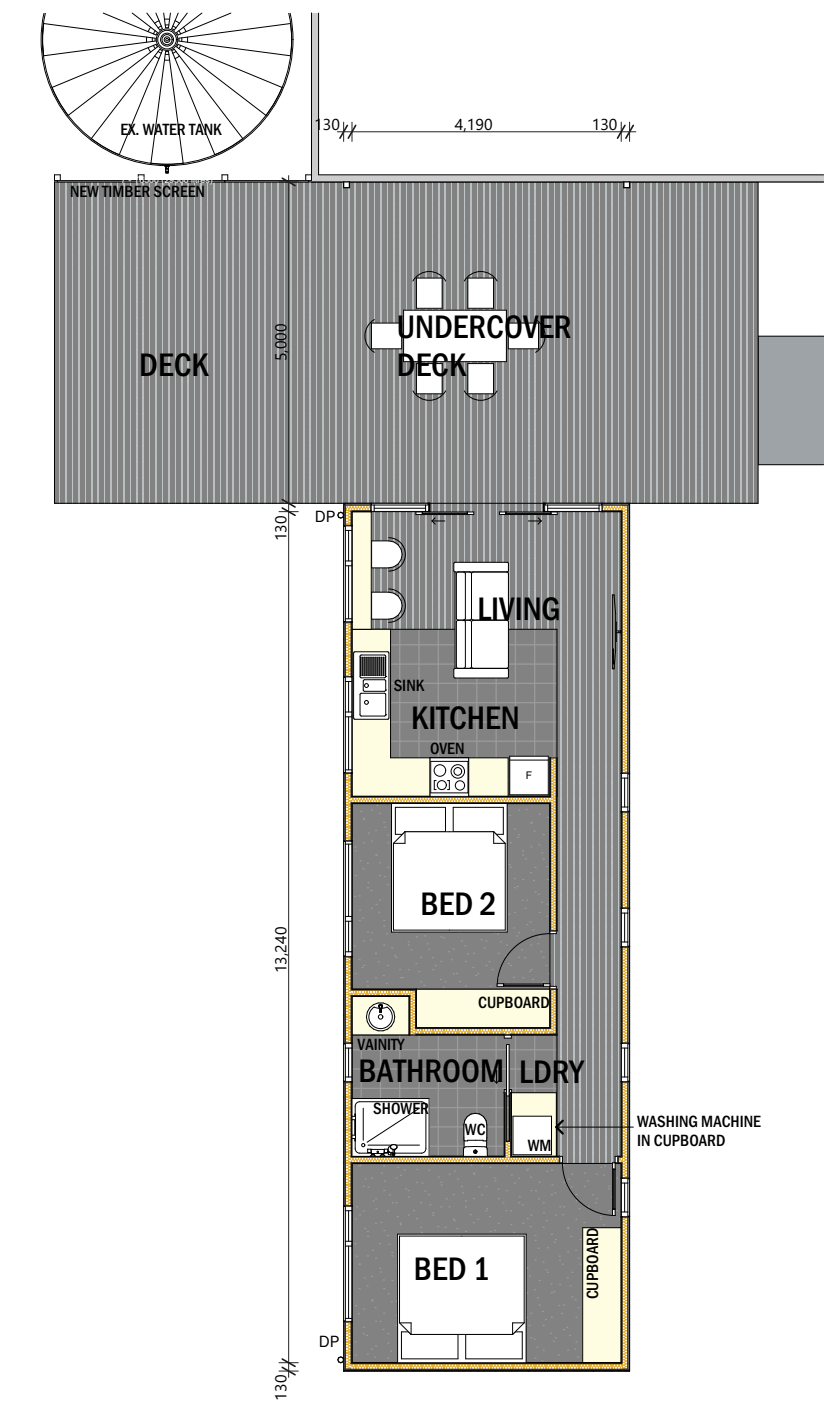 EX. WATER TANK
130
4,190
130
NEW TIMBER SCREEN
5,000
DECK
UNDERCOVER
DECK
130
DP
LIVING
SINK
KITCHEN
OVEN
F
BED 2
13,240
CUPBOARD
VAINITY
BATHROOM
LDRY
SHOWER
WC
WM
WASHING MACHINE
IN CUPBOARD
BED 1
CUPBOARD
DP
130